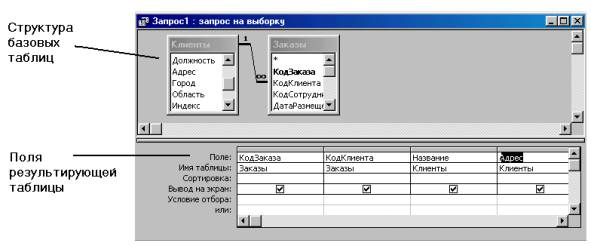 Запрос1 : запрос на выборку
Структура
базовых
таблиц
Клиенты
Должность
Адрес
Город
Область
Индекс
1
∞
Заказы
*
КодЗаказа
КодКлиента
КодСотрудн
ДатаРазмеще
Поля
результирующей
таблицы
Поле: КодЗаказа КодКлиента Название Адрес
Имя таблицы: Заказы Заказы Клиенты Клиенты
Сортировка:
Вывод на экран:
Условие отбора:
или: